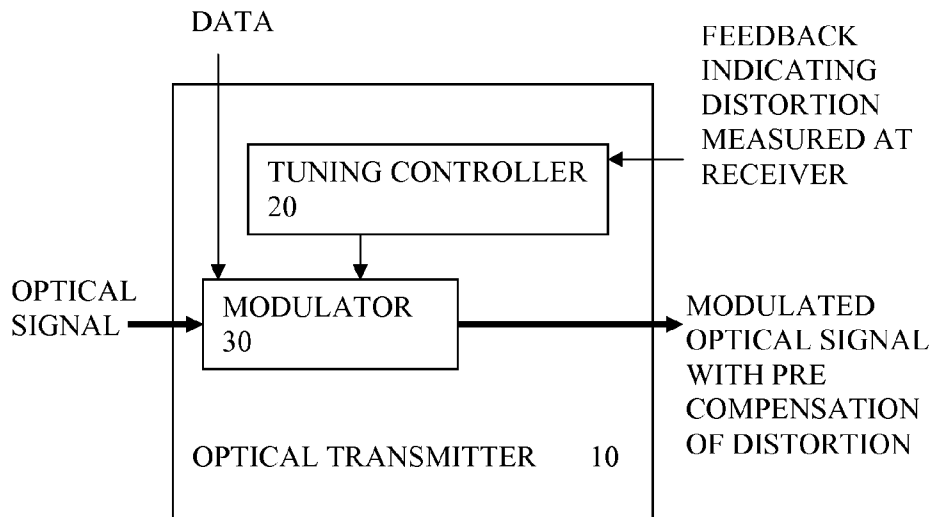 DATA
FEEDBACK
INDICATING
DISTORTION
MEASURED AT
RECEIVER
TUNING CONTROLLER
20
OPTICAL
SIGNAL
MODULATOR
30
MODULATED
OPTICAL SIGNAL
WITH PRE
COMPENSATION
OF DISTORTION
OPTICAL TRANSMITTER 10